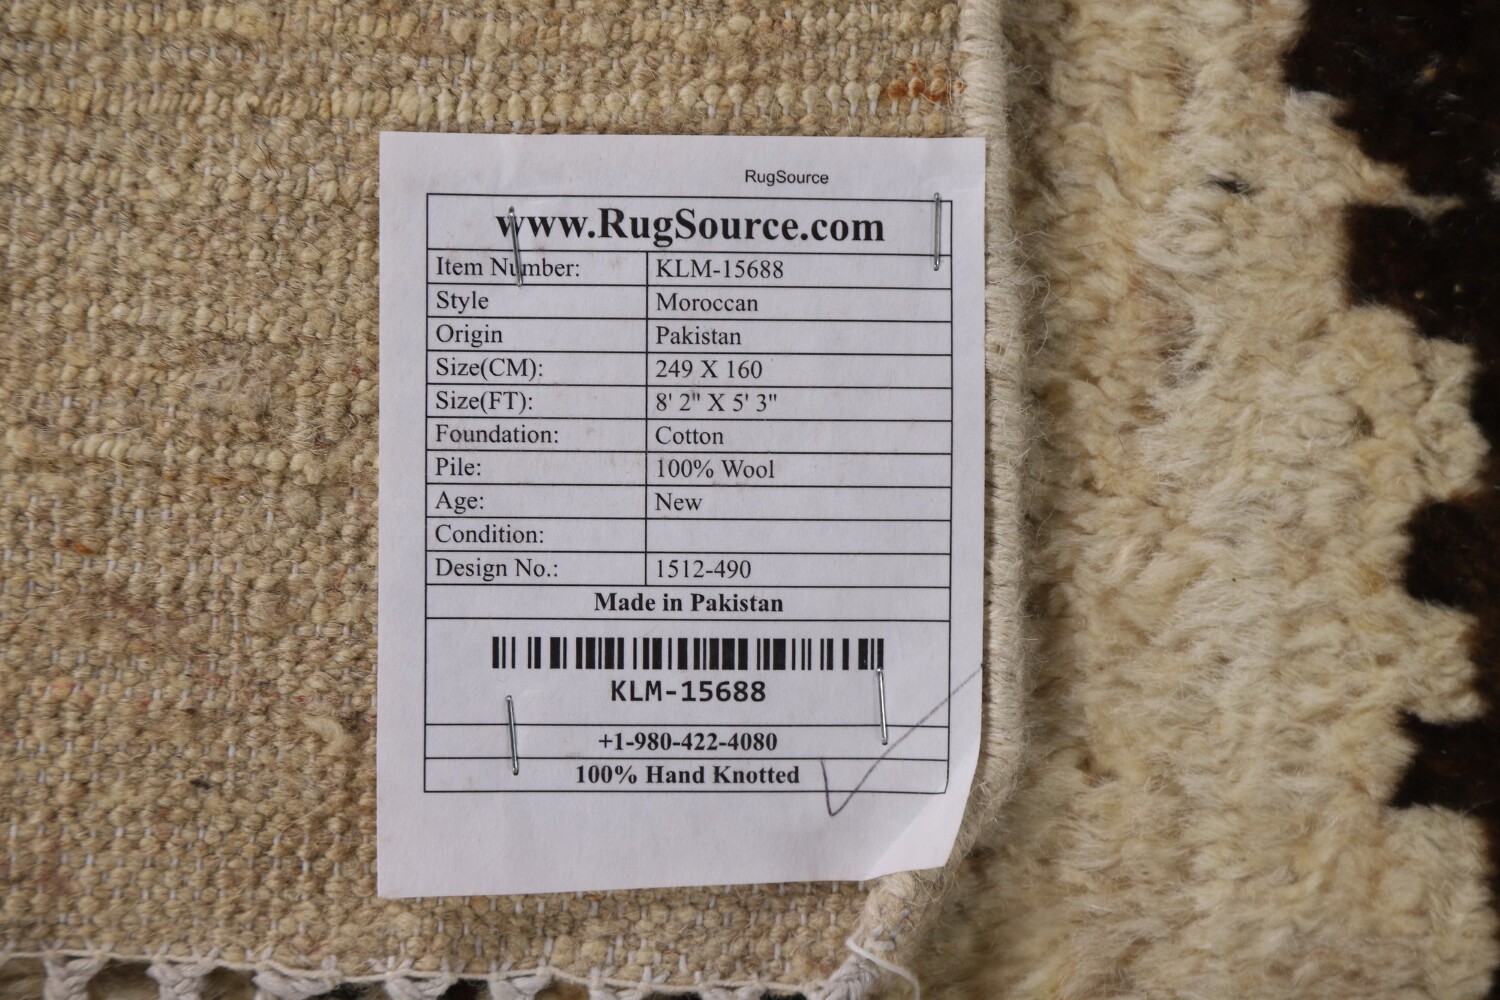 RugSource
www.RugSource.com
Item Number: KLM-15688
Style Moroccan
Origin Pakistan
Size(CM): 249 X 160
Size(FT): 8' 2" X 5' 3"
Foundation: Cotton
Pile: 100% Wool
Age: New
Condition:
Design No.: 1512-490
Made in Pakistan
KLM-15688
+1-980-422-4080
100% Hand Knotted